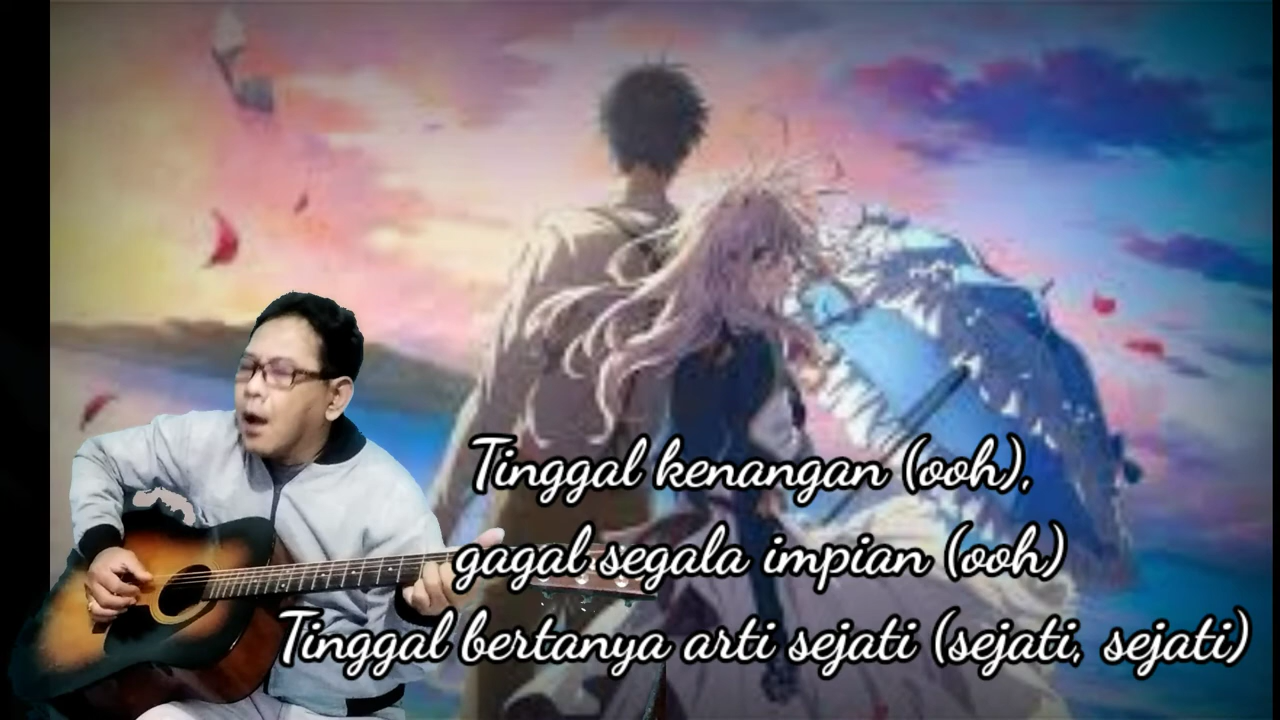 Tinggal kenangan (ooh),
gagal segala impian (ooh)
Tinggal bertanya arti sejati (sejati, sejati)